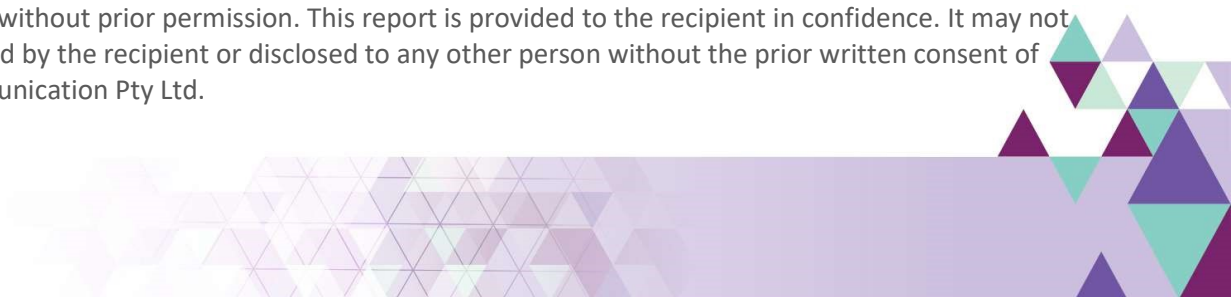 without prior permission. This report is provided to the recipient in confidence. It may not
by the recipient or disclosed to any other person without the prior written consent of
Pty Ltd.